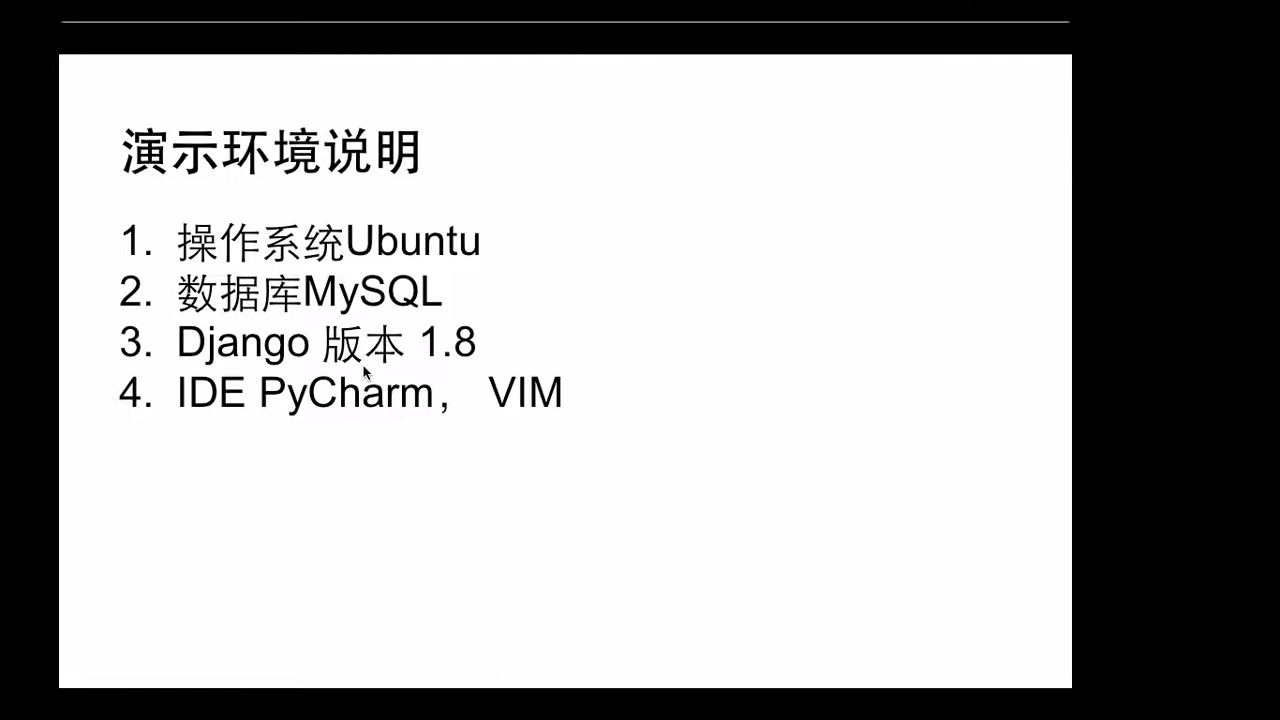 演示环境说明
1. 操作系统Ubuntu
2. 数据库MySQL
3. Django 版本 1.8
4. IDE PyCharm， VIM